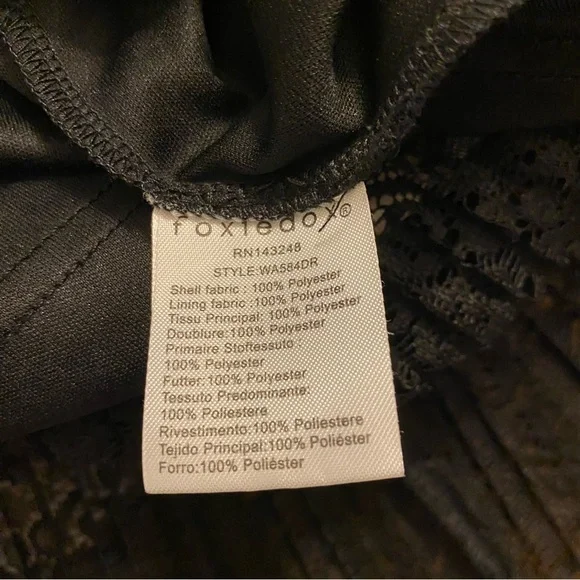 foxiedox®
RN143248
STYLE:WA584DR
Shell fabric : 100% Polyester
Lining fabric : 100% Polyester
Tissu Principal: 100% Polyester
Doublure:100% Polyester
Primaire Stoftessuto :
100% Polyester
Futter: 100% Polyester
Tessuto Predominante:
100% Poliestere
Rivestimento:100% Poliestere
Tejido Principal:100% Poliéster
Forro:100% Poliéster